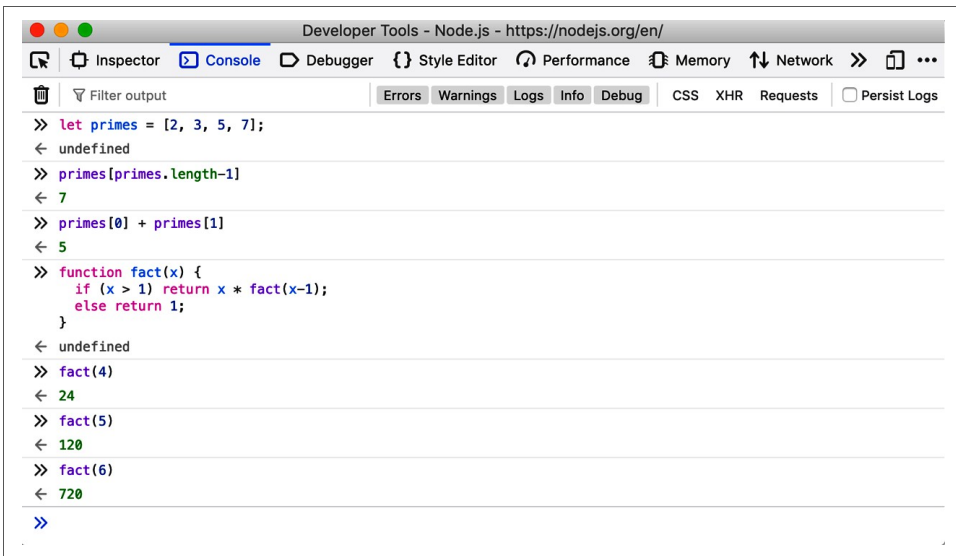 Developer Tools - Node.js - https://nodejs.org/en/
Inspector Console Debugger {} Style Editor Performance Memory Network >> •••
Filter output Errors Warnings Logs Info Debug CSS XHR Requests Persist Logs
>> let primes = [2, 3, 5, 7];
← undefined
>> primes[primes.length-1]
← 7
>> primes[0] + primes[1]
← 5
>> function fact(x) {
if (x > 1) return x * fact(x-1);
else return 1;
}
← undefined
>> fact(4)
← 24
>> fact(5)
← 120
>> fact(6)
← 720
>>